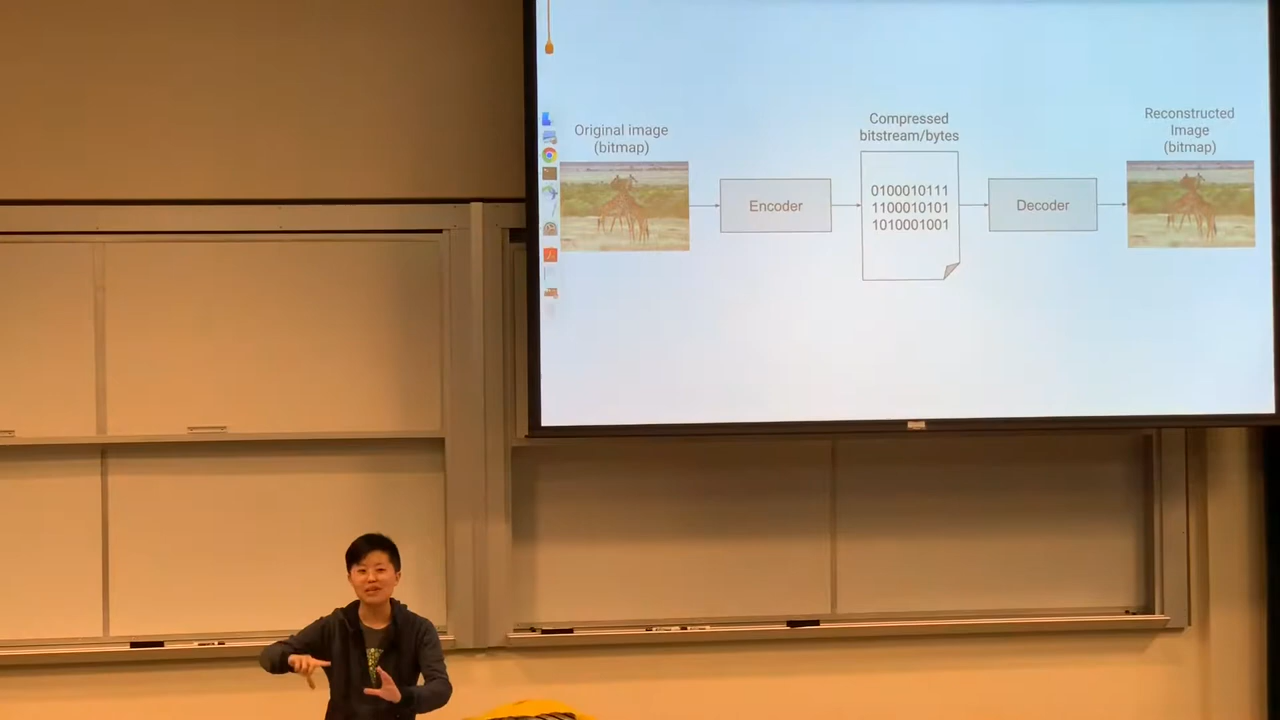 Original image
(bitmap)
Encoder
Compressed
bitstream/bytes
0100010111
1100010101
1010001001
Decoder
Reconstructed
Image
(bitmap)